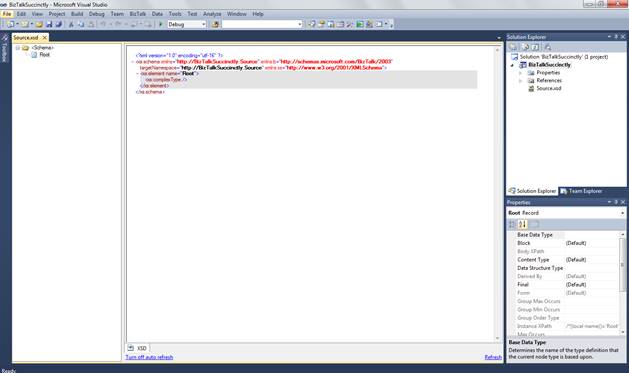 BizTalkSuccinctly - Microsoft Visual Studio
File Edit View Project Build Debug Team BizTalk Data Tools Test Analyze Window Help
Debug
Toolbox
Source.xsd
<Schema>
Root
<?xml version="1.0" encoding="utf-16" ?>
- <xs:schema xmlns="http://BizTalkSuccinctly.Source" xmlns:b="http://schemas.microsoft.com/BizTalk/2003"
targetNamespace="http://BizTalkSuccinctly.Source" xmlns:xs="http://www.w3.org/2001/XMLSchema">
- <xs:element name="Root">
<xs:complexType />
</xs:element>
</xs:schema>
XSD
Turn off auto refresh
Refresh
Solution Explorer
Solution 'BizTalkSuccinctly' (1 project)
BizTalkSuccinctly
Properties
References
Source.xsd
Solution Explorer Team Explorer
Properties
Root Record
Base Data Type
Block (Default)
Body XPath
Content Type (Default)
Data Structure Type
Derived By (Default)
Final (Default)
Form (Default)
Group Max Occurs
Group Min Occurs
Group Order Type
Instance XPath /*[local-name()='Root'
Max Occurs
Base Data Type
Determines the name of the type definition that
the current node type is based upon.
Ready